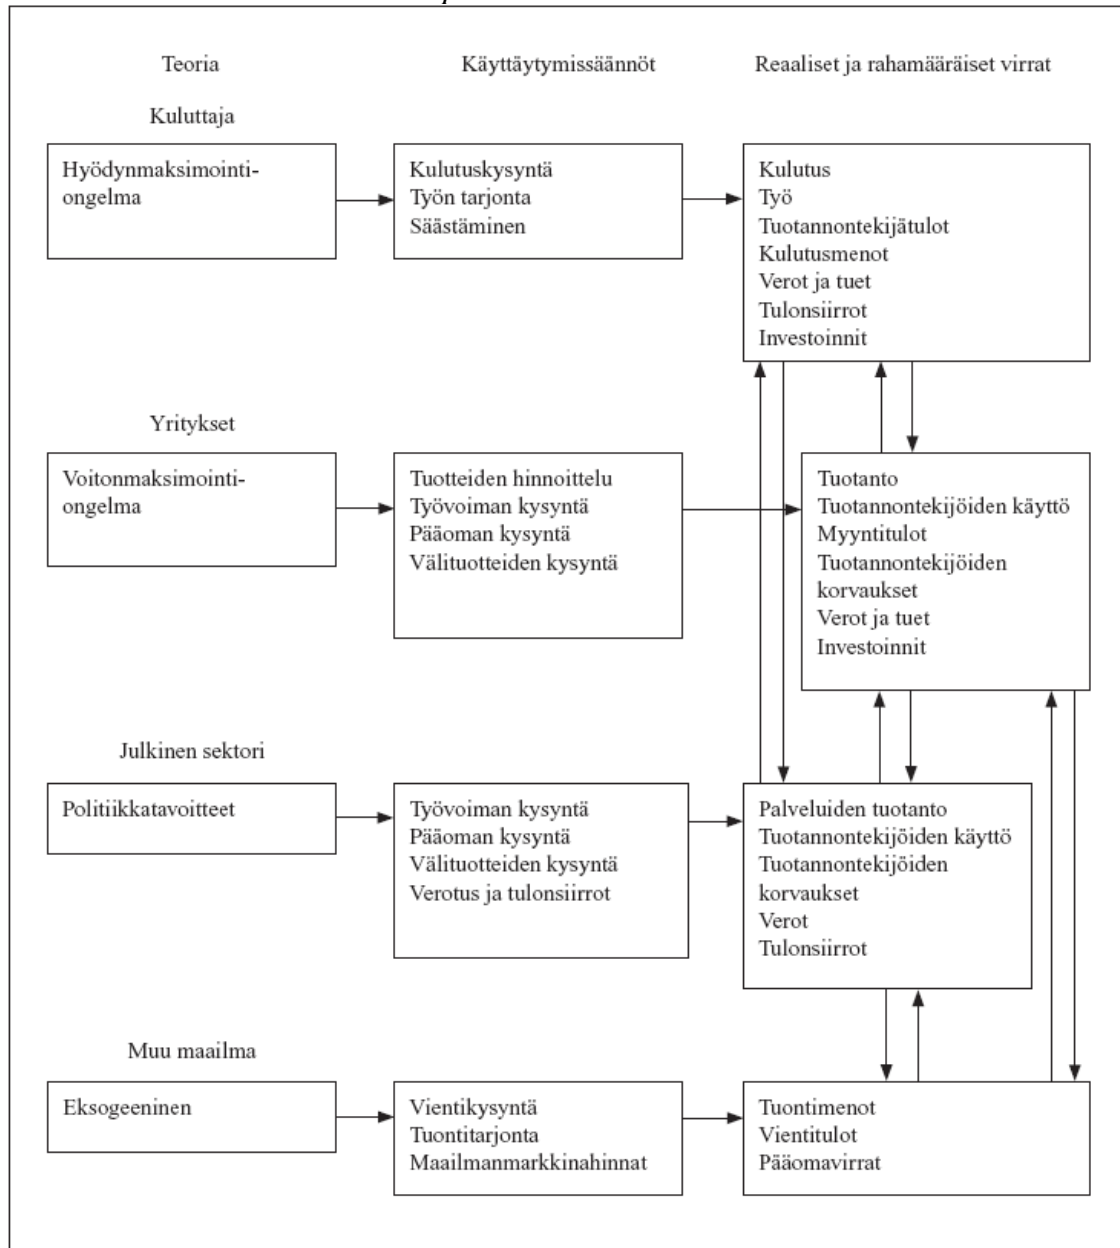 Teoria
Käyttäytymissäännöt
Reaaliset ja rahamääräiset virrat
Kuluttaja
Hyödynmaksimointi-
ongelma
Kulutuskysyntä
Työn tarjonta
Säästäminen
Kulutus
Työ
Tuotannontekijätulot
Kulutusmenot
Verot ja tuet
Tulonsiirrot
Investoinnit
Yritykset
Voitonmaksimointi-
ongelma
Tuotteiden hinnoittelu
Työvoiman kysyntä
Pääoman kysyntä
Välituotteiden kysyntä
Tuotanto
Tuotannontekijöiden käyttö
Myyntitulot
Tuotannontekijöiden
korvaukset
Verot ja tuet
Investoinnit
Julkinen sektori
Politiikkatavoitteet
Työvoiman kysyntä
Pääoman kysyntä
Välituotteiden kysyntä
Verotus ja tulonsiirrot
Palveluiden tuotanto
Tuotannontekijöiden käyttö
Tuotannontekijöiden
korvaukset
Verot
Tulonsiirrot
Muu maailma
Eksogeeninen
Vientikysyntä
Tuontitarjonta
Maailmanmarkkinahinnat
Tuontimenot
Vientitulot
Pääomavirrat